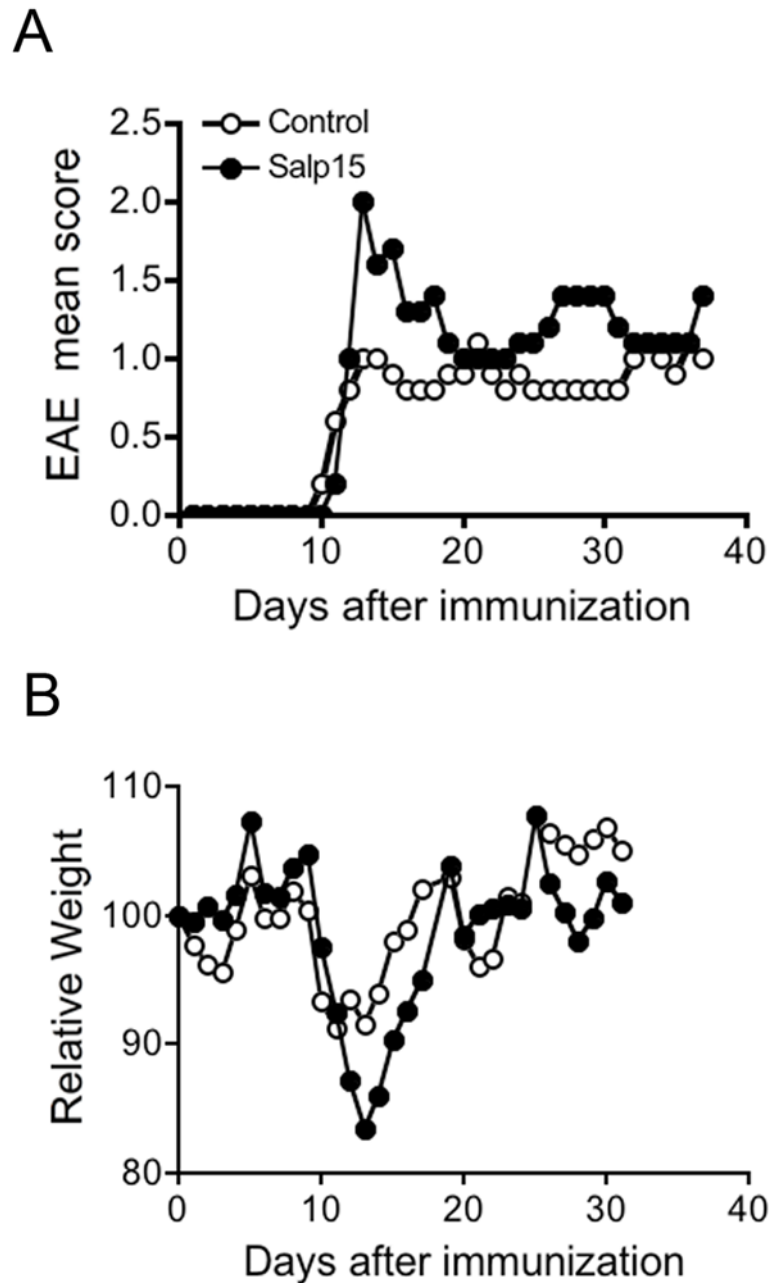 A
Control
Salp15
EAE mean score
2.5
2.0
1.5
1.0
0.5
0.0
0 10 20 30 40
Days after immunization
B
Relative Weight
110
100
90
80
0 10 20 30 40
Days after immunization